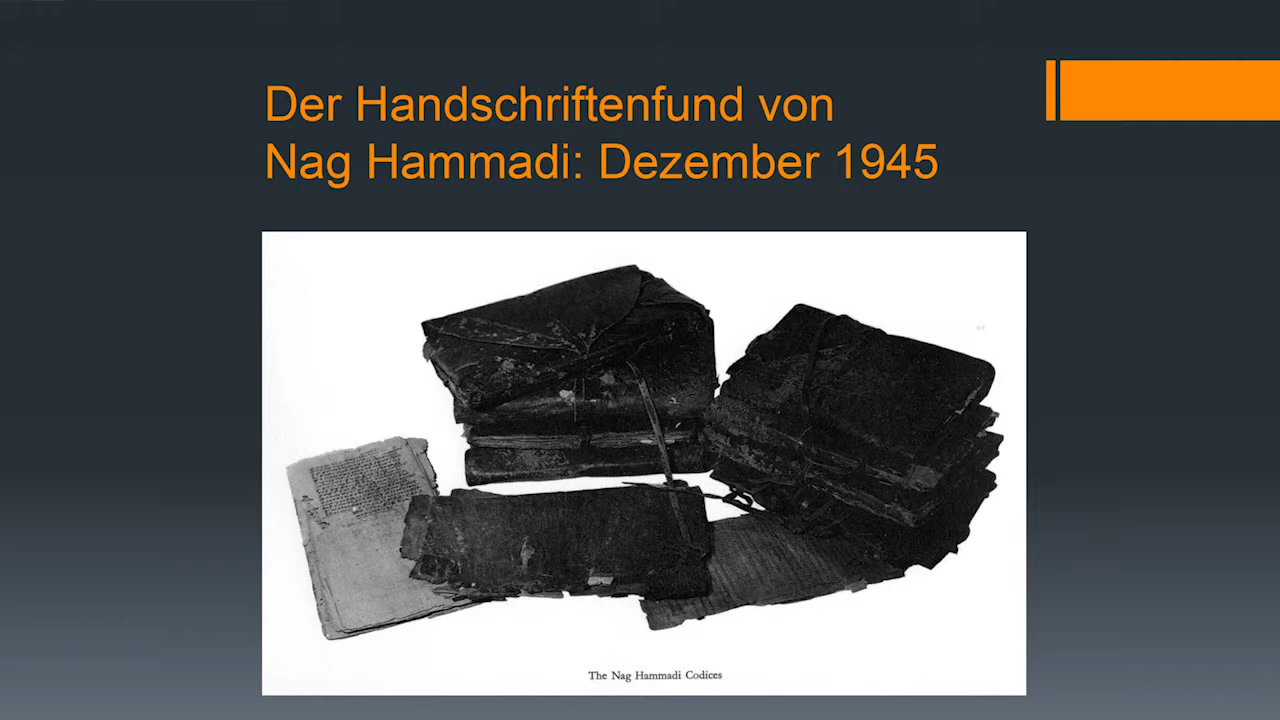 Der Handschriftenfund von
Nag Hammadi: Dezember 1945
The Nag Hammadi Codices